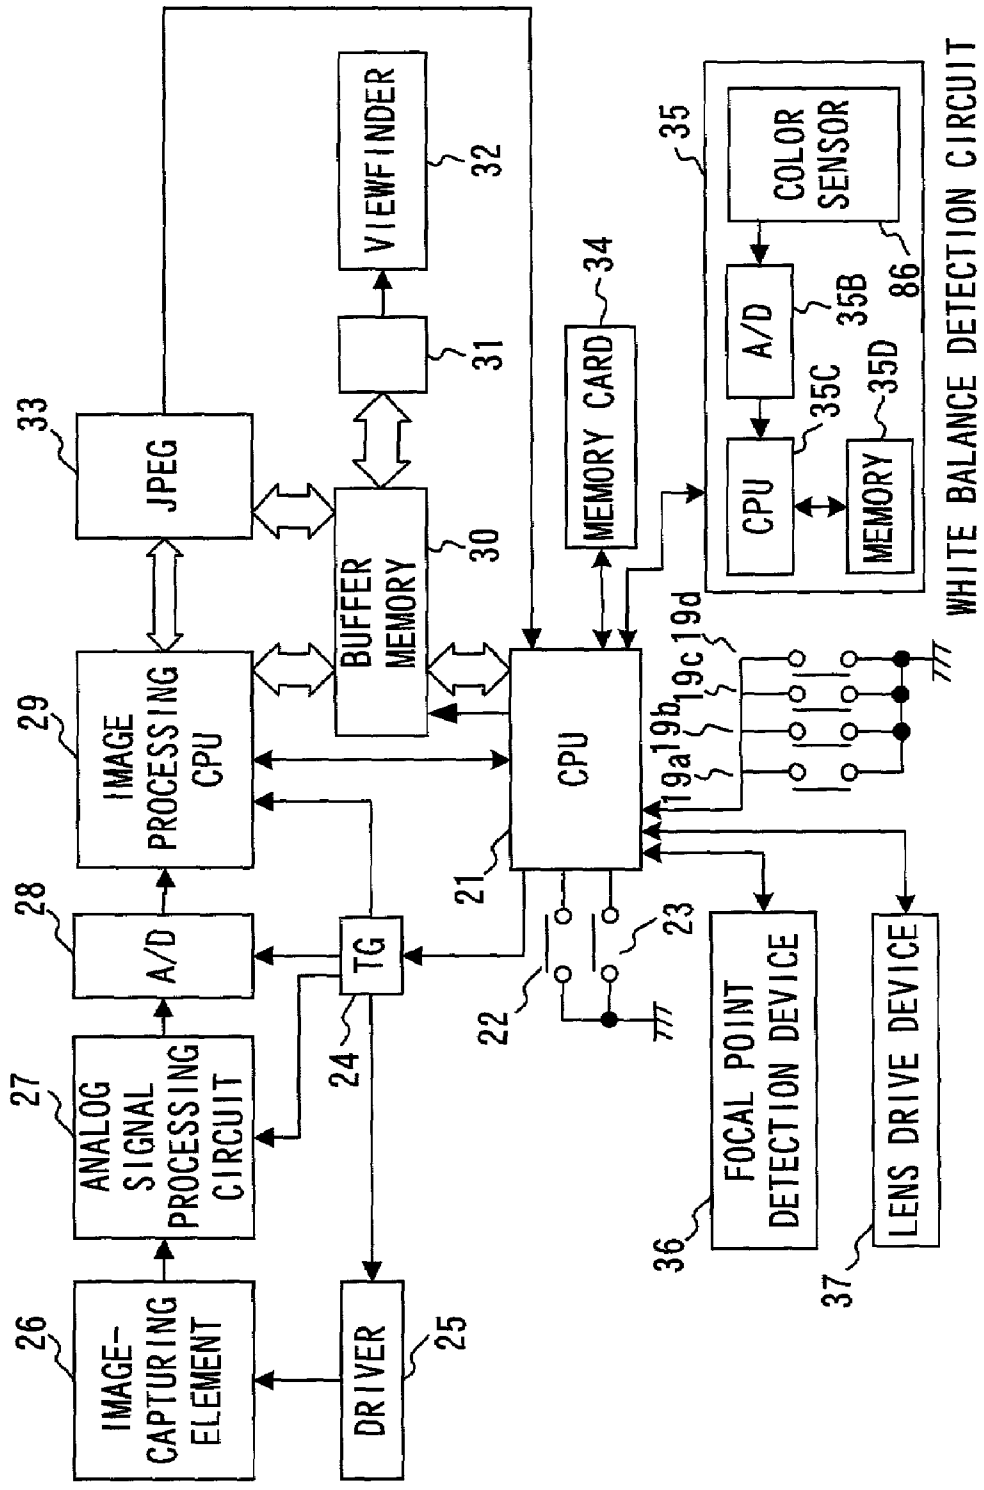 26
IMAGE-
CAPTURING
ELEMENT
27
ANALOG
SIGNAL
PROCESSING
CIRCUIT
28
A/D
29
IMAGE
PROCESSING
CPU
33
JPEG
DRIVER
25
24
TG
BUFFER
MEMORY
30
31
VIEWFINDER
32
22
23
21
CPU
MEMORY CARD
34
36
FOCAL POINT
DETECTION DEVICE
37
LENS DRIVE DEVICE
19a
19b
19c
19d
35
CPU
35C
A/D
35B
COLOR
SENSOR
86
MEMORY
35D
WHITE BALANCE DETECTION CIRCUIT